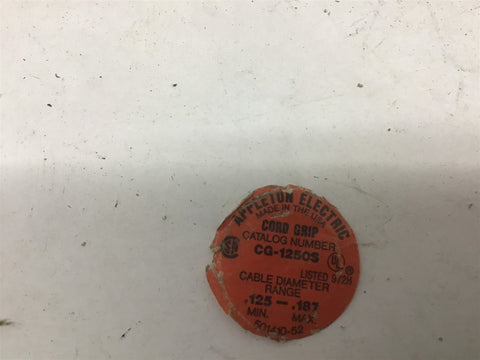 APPLETON ELECTRIC
MADE IN THE USA
CORD GRIP
CATALOG NUMBER
CG-1250S
LISTED 972H
CABLE DIAMETER
RANGE
.125 — .187
MIN. MAX.